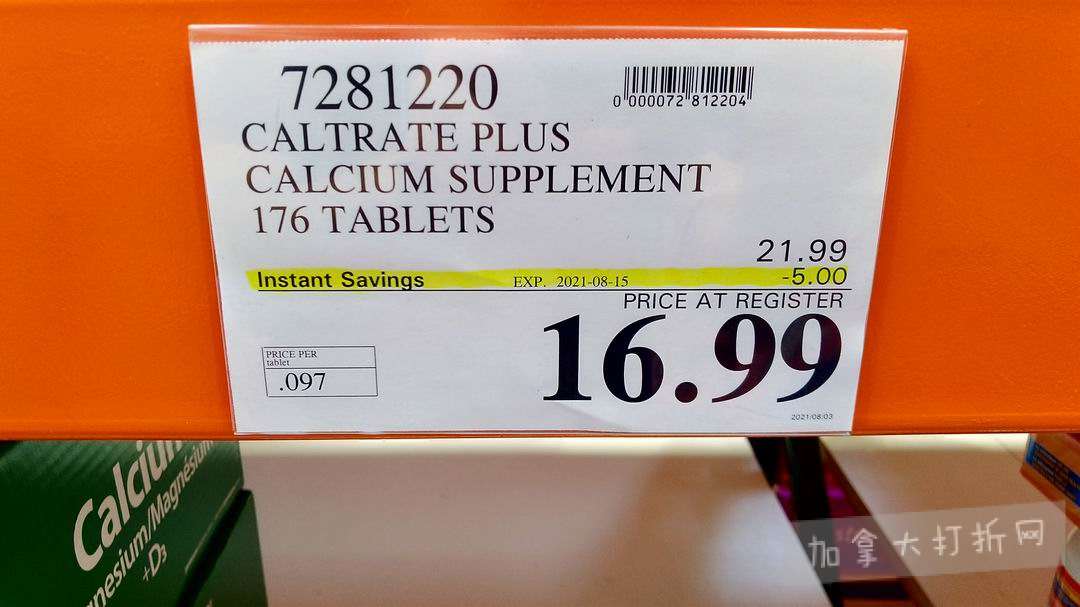 7281220
0 000072 812204
CALTRATE PLUS
CALCIUM SUPPLEMENT
176 TABLETS
21.99
Instant Savings EXP. 2021-08-15 -5.00
PRICE AT REGISTER
16.99
PRICE PER
tablet
.097
2021/08/03
Calcium
nesium/Magnésium
+D3
加拿大打折网